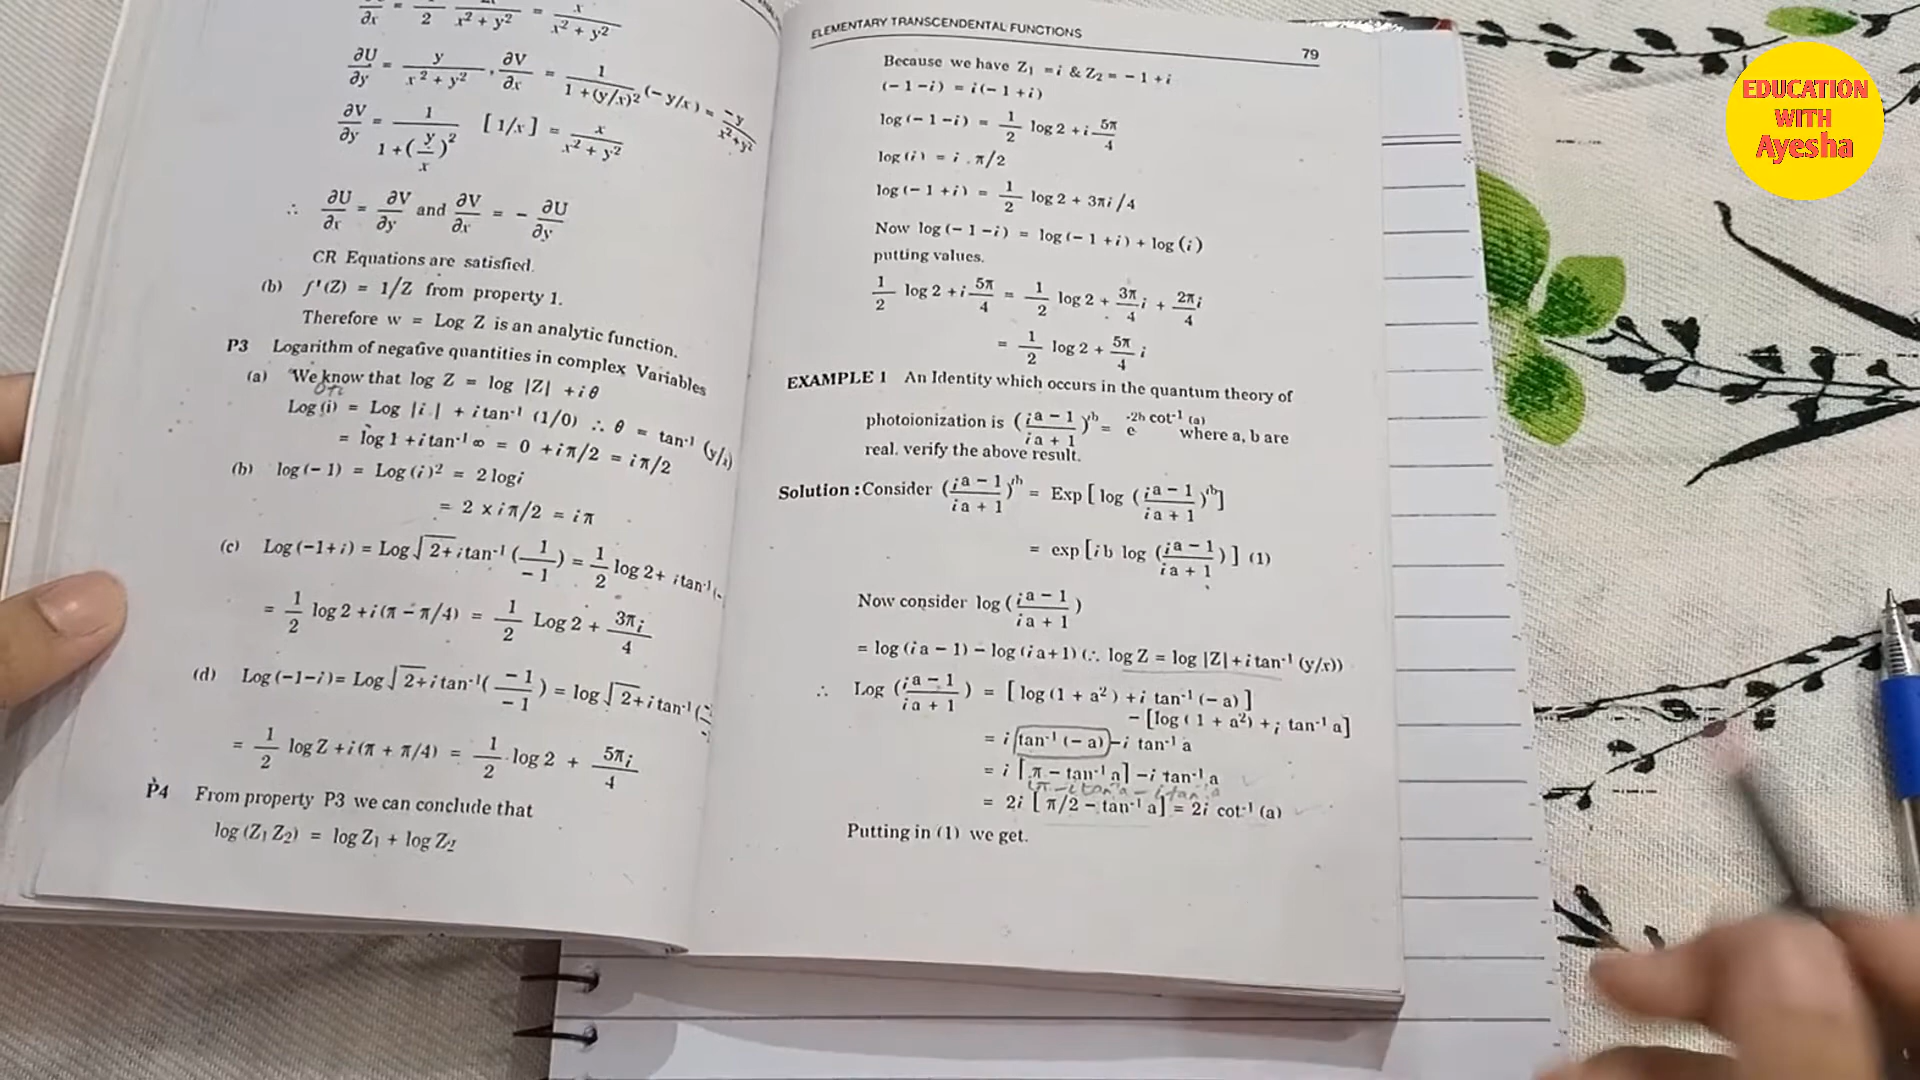 ∂x = 2 x² + y² = x x² + y²
∂U/∂y = y/(x² + y²), ∂V/∂x = 1/(1 + (y/x)²) (− y/x) = −y/(x² + y²)
∂V/∂y = 1/(1 + (y/x)²) [1/x] = x/(x² + y²)
∴ ∂U/∂x = ∂V/∂y and ∂V/∂x = − ∂U/∂y
CR Equations are satisfied.
(b) f'(Z) = 1/Z from property 1.
Therefore w = Log Z is an analytic function.
P3 Logarithm of negative quantities in complex Variables
(a) We know that log Z = log |Z| + iθ
0+i
Log (i) = Log |i| + i tan⁻¹ (1/0) ∴ θ = tan⁻¹ (y/x)
= log 1 + i tan⁻¹ ∞ = 0 + iπ/2 = iπ/2
(b) log (− 1) = Log (i)² = 2 logi
= 2 x iπ/2 = iπ
(c) Log (−1+i) = Log √2 + i tan⁻¹ (1/−1) = 1/2 log 2 + i tan⁻¹ (-
= 1/2 log 2 + i (π − π/4) = 1/2 Log 2 + 3πi/4
(d) Log (−1−i) = Log √2 + i tan⁻¹ (−1/−1) = log √2 + i tan⁻¹ (
= 1/2 logZ + i (π + π/4) = 1/2 log 2 + 5πi/4
P4 From property P3 we can conclude that
log (Z₁ Z₂) = log Z₁ + log Z₂
ELEMENTARY TRANSCENDENTAL FUNCTIONS 79
Because we have Z₁ = i & Z₂ = − 1 + i
(− 1 − i) = i (− 1 + i)
log (− 1 − i) = 1/2 log 2 + i 5π/4
log (i) = i . π/2
log (− 1 + i) = 1/2 log 2 + 3πi/4
Now log (− 1 − i) = log (− 1 + i) + log (i)
putting values.
1/2 log 2 + i 5π/4 = 1/2 log 2 + 3π/4 i + 2πi/4
= 1/2 log 2 + 5π/4 i
EXAMPLE 1 An Identity which occurs in the quantum theory of
photoionization is ((ia − 1)/(ia + 1))^ib = e^(-2b cot⁻¹ (a)) where a, b are
real. verify the above result.
Solution : Consider ((ia − 1)/(ia + 1))^ib = Exp [ log ((ia − 1)/(ia + 1))^ib ]
= exp [ ib log ((ia − 1)/(ia + 1)) ] (1)
Now consider log ((ia − 1)/(ia + 1))
= log (ia − 1) − log (ia+1) (∴ log Z = log |Z| + i tan⁻¹ (y/x))
∴ Log ((ia − 1)/(ia + 1)) = [ log (1 + a²) + i tan⁻¹ (− a) ]
− [log (1 + a²) + i tan⁻¹ a]
= i tan⁻¹ (− a) − i tan⁻¹ a
= i [ π − tan⁻¹ a] − i tan⁻¹ a
iπ − i tan⁻¹a − i tan⁻¹a
= 2i [ π/2 − tan⁻¹ a] = 2i cot⁻¹ (a)
Putting in (1) we get.
EDUCATION
WITH
Ayesha